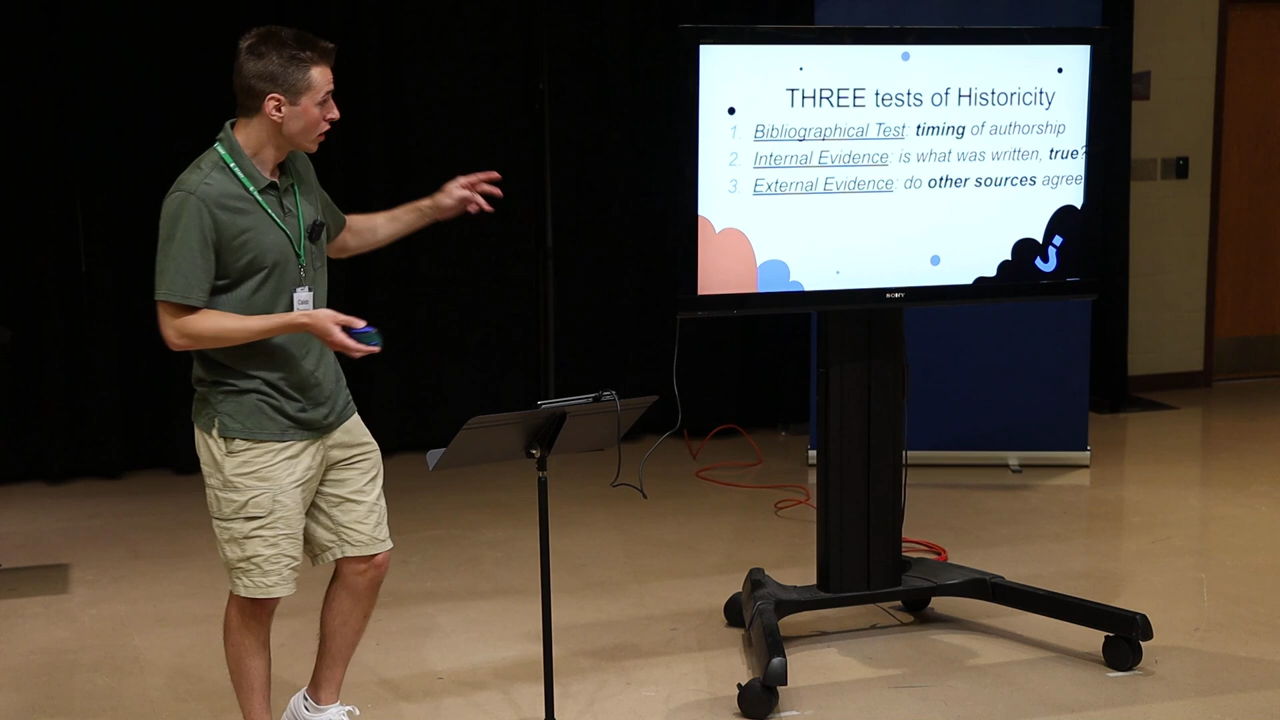 THREE tests of Historicity
1. Bibliographical Test: timing of authorship
2. Internal Evidence: is what was written, true?
3. External Evidence: do other sources agree
SONY
Caleb